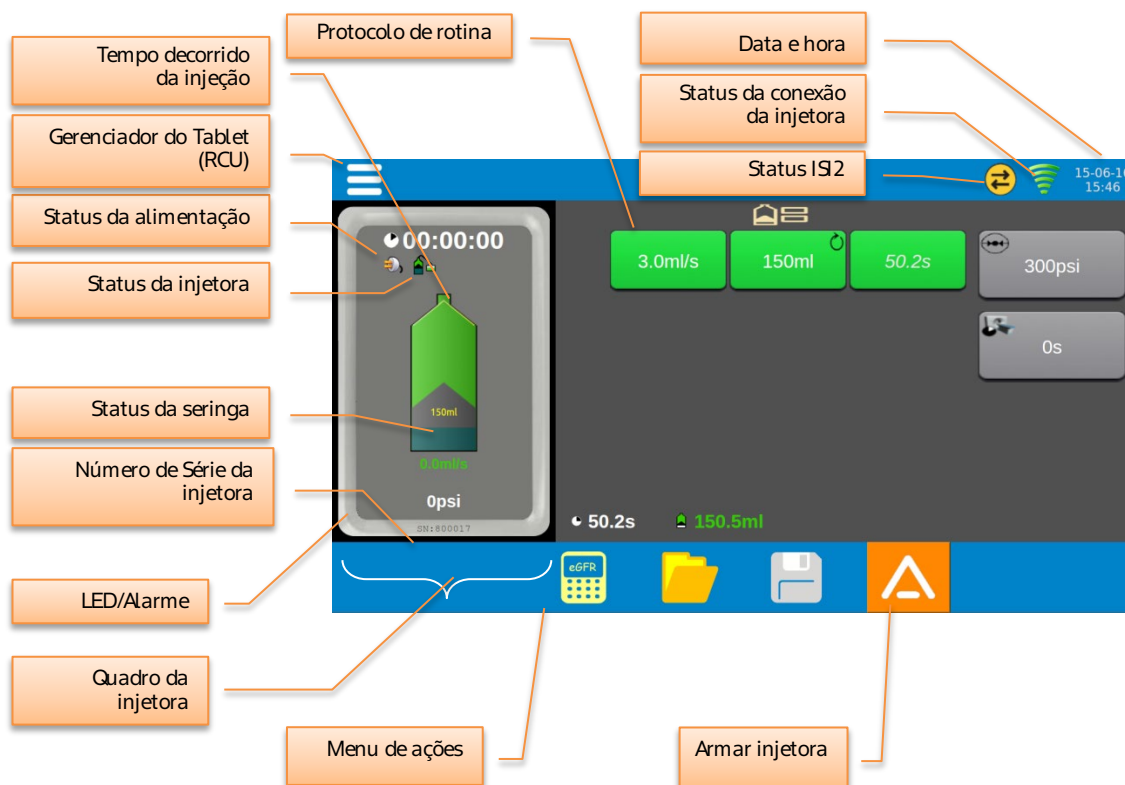 Tempo decorrido
da injeção
Protocolo de rotina
Data e hora
Status da conexão
da injetora
Gerenciador do Tablet
(RCU)
Status ISI2
15-06-16
15:46
Status da alimentação
00:00:00
Status da injetora
3.0ml/s
150ml
50.2s
300psi
0s
Status da seringa
150ml
0.0ml/s
Número de Série da
injetora
0psi
SN:800017
50.2s
150.5ml
eGFR
LED/Alarme
Quadro da
injetora
Menu de ações
Armar injetora